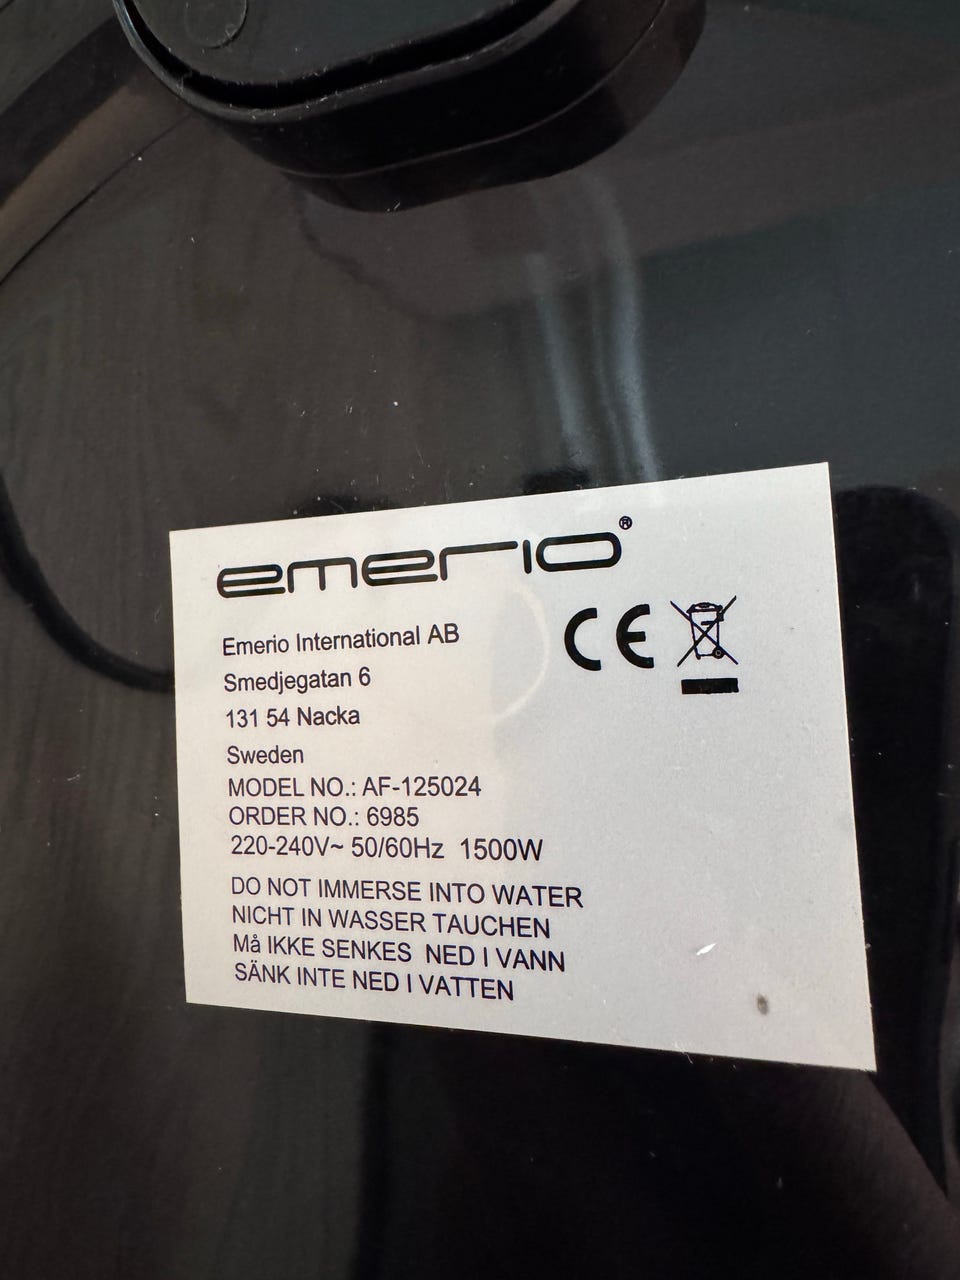 emerio®
Emerio International AB
Smedjegatan 6
131 54 Nacka
Sweden
MODEL NO.: AF-125024
ORDER NO.: 6985
220-240V~ 50/60Hz 1500W
DO NOT IMMERSE INTO WATER
NICHT IN WASSER TAUCHEN
Må IKKE SENKES NED I VANN
SÄNK INTE NED I VATTEN
CE